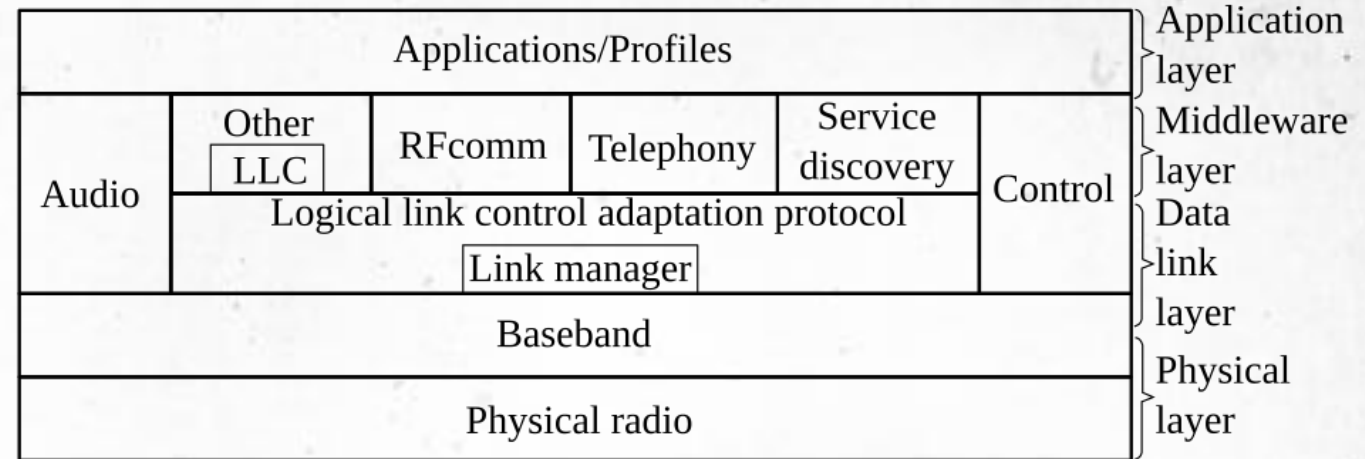 Applications/Profiles
Application
layer
Audio
Other
LLC
RFcomm
Telephony
Service
discovery
Control
Middleware
layer
Logical link control adaptation protocol
Link manager
Data
link
layer
Baseband
Physical radio
Physical
layer